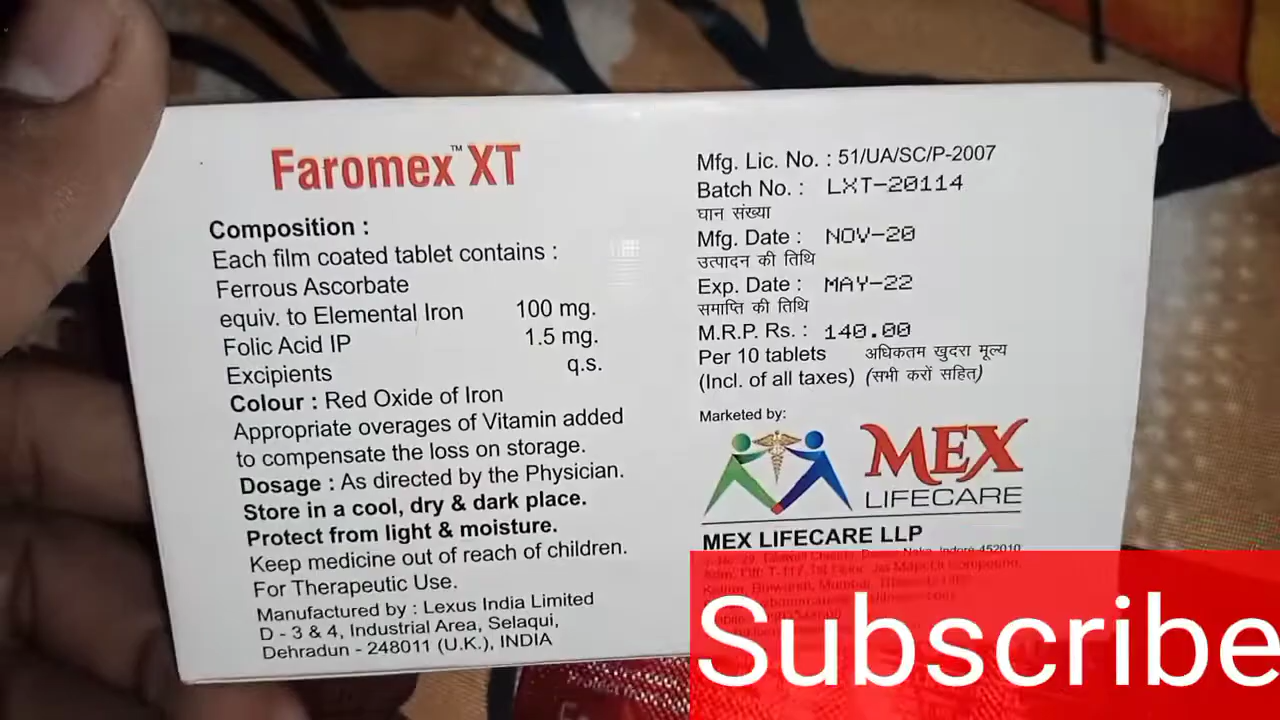 Faromex™ XT
Composition :
Each film coated tablet contains :
Ferrous Ascorbate
equiv. to Elemental Iron 100 mg.
Folic Acid IP 1.5 mg.
Excipients q.s.
Colour : Red Oxide of Iron
Appropriate overages of Vitamin added
to compensate the loss on storage.
Dosage : As directed by the Physician.
Store in a cool, dry & dark place.
Protect from light & moisture.
Keep medicine out of reach of children.
For Therapeutic Use.
Manufactured by : Lexus India Limited
D - 3 & 4, Industrial Area, Selaqui,
Dehradun - 248011 (U.K.), INDIA
Mfg. Lic. No. : 51/UA/SC/P-2007
Batch No. : LXT-20114
घान संख्या
Mfg. Date : NOV-20
उत्पादन की तिथि
Exp. Date : MAY-22
समाप्ति की तिथि
M.R.P. Rs. : 140.00
Per 10 tablets अधिकतम खुदरा मूल्य
(Incl. of all taxes) (सभी करों सहित)
Marketed by:
MEX
LIFECARE
MEX LIFECARE LLP
Indore-452010
Subscribe